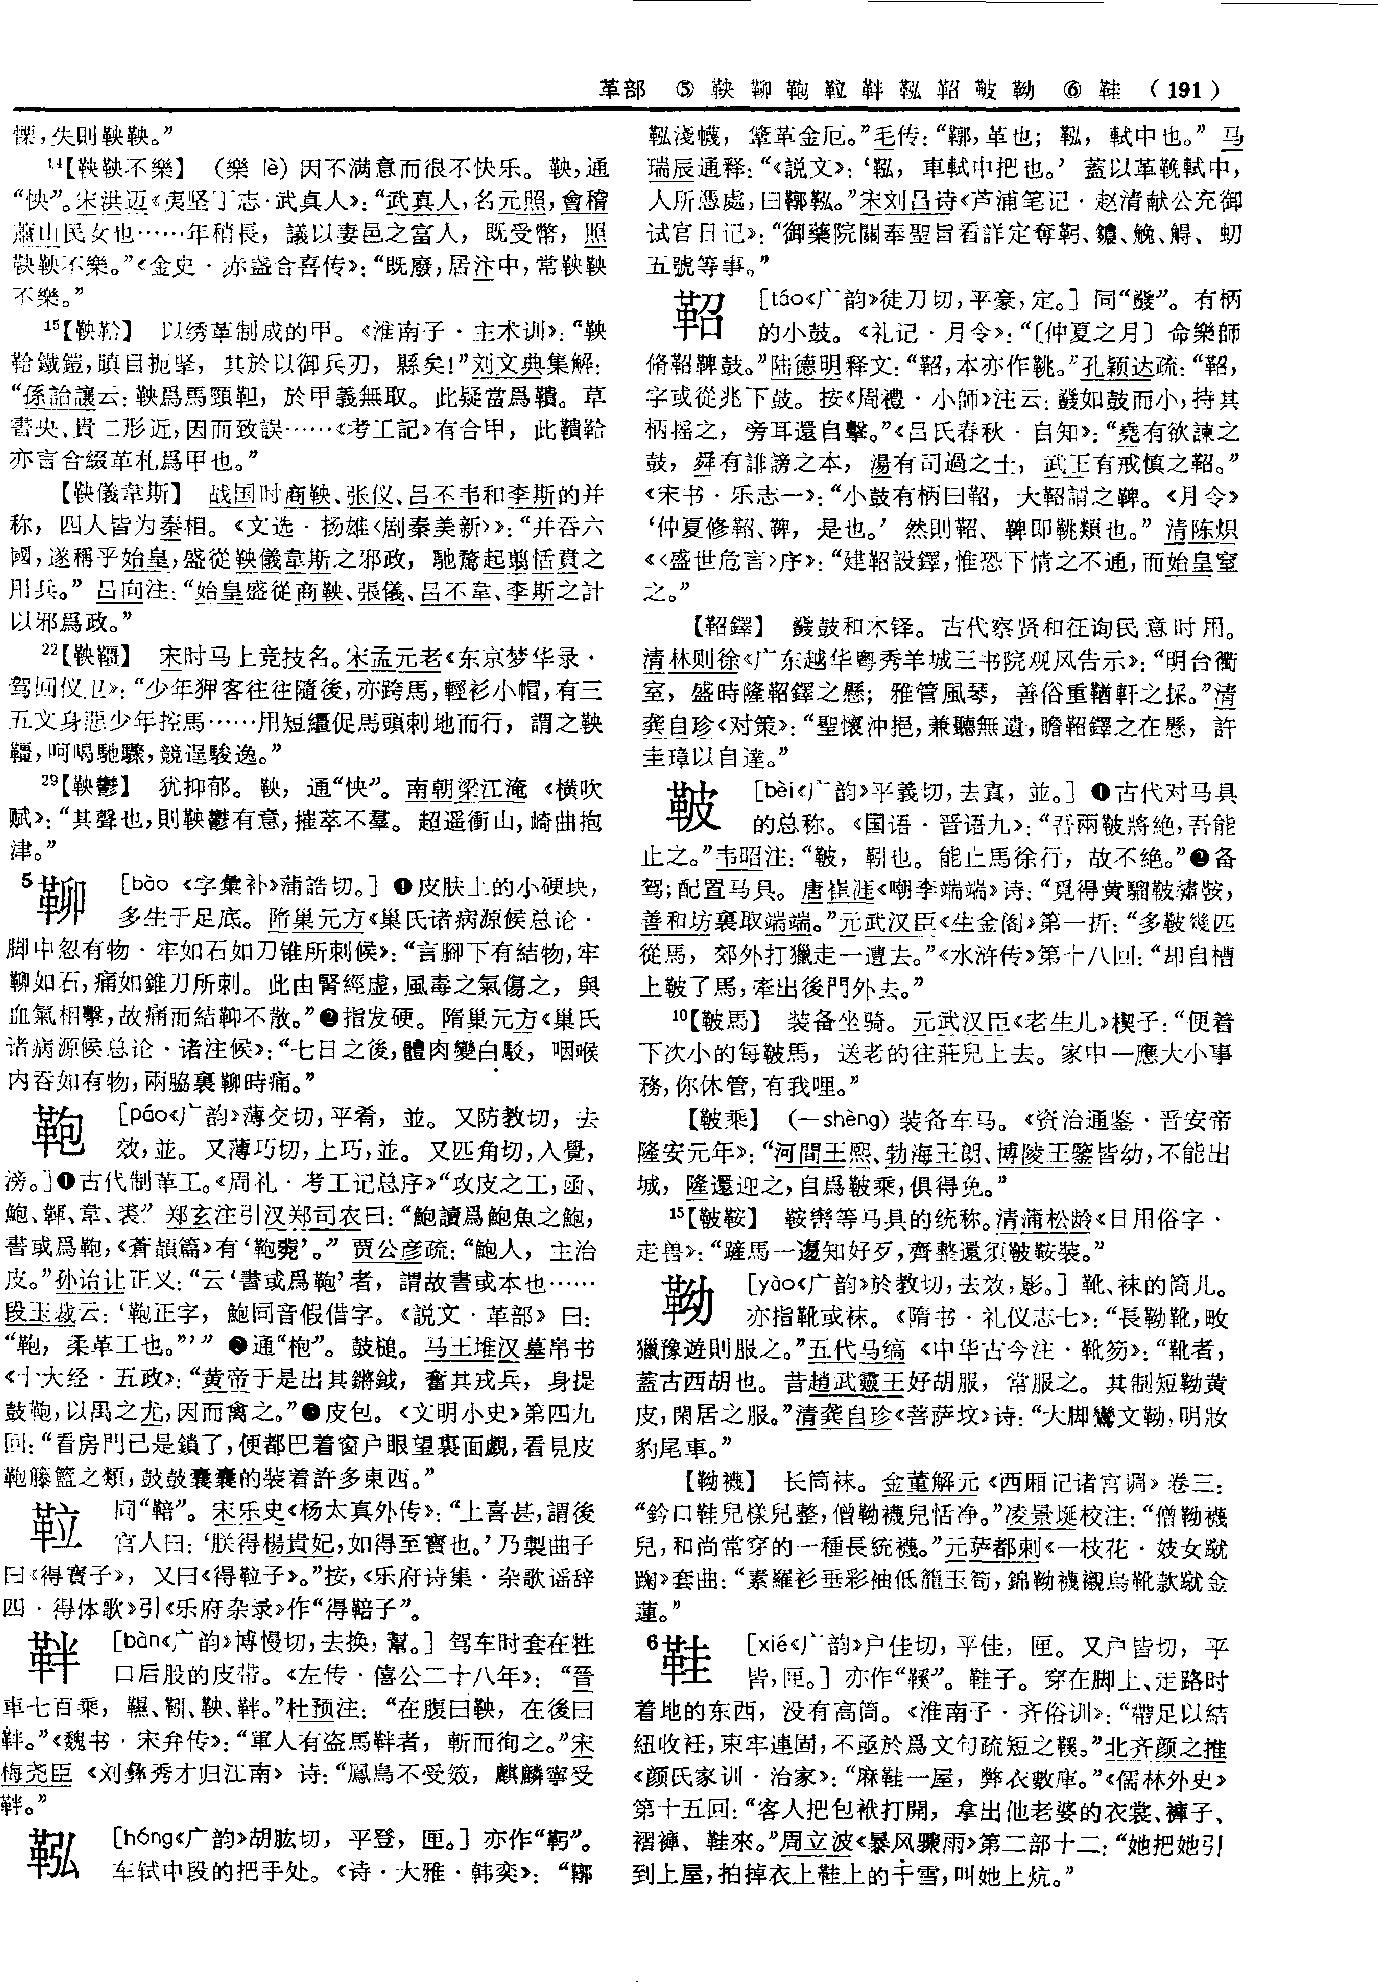 革部 ⑤ 鞅 鞕 鞄 𩊌 靽 鞃 鞀 鞁 靿 ⑥ 鞋 （191）
慄，失則鞅鞅。”
¹⁴【鞅鞅不樂】（樂 lè）因不满意而很不快乐。鞅，通
“怏”。宋洪迈《夷坚丁志·武真人》：“武真人，名元照，會稽
蕭山民女也……年稍長，議以妻邑之富人，既受幣，照
鞅鞅不樂。”《金史·赤盏合喜传》：“既廢，居汴中，常鞅鞅
不樂。”
¹⁵【鞅鞈】 以绣革制成的甲。《淮南子·主术训》：“鞅
鞈鐵鎧，瞋目扼擥，其於以御兵刃，縣矣！”刘文典集解：
“孫詒讓云：鞅爲馬頸靼，於甲義無取。此疑當爲鞼。草
書央、貴二形近，因而致誤……《考工記》有合甲，此鞼鞈
亦言合綴革札爲甲也。”
【鞅儀韋斯】 战国时商鞅、张仪、吕不韦和李斯的并
称，四人皆为秦相。《文选·扬雄〈剧秦美新〉》：“并吞六
國，遂稱乎始皇，盛從鞅儀韋斯之邪政，馳騖起翦恬賁之
用兵。”吕向注：“始皇盛從商鞅、張儀、吕不韋、李斯之計
以邪爲政。”
²²【鞅韁】 宋时马上竞技名。宋孟元老《东京梦华录·
驾回仪卫》：“少年狎客往往隨後，亦跨馬，輕衫小帽，有三
五文身惡少年控馬……用短繮促馬頭刺地而行，謂之鞅
韁，呵喝馳驟，競逞駿逸。”
²⁹【鞅鬱】 犹抑郁。鞅，通“怏”。南朝梁江淹《横吹
赋》：“其聲也，則鞅鬱有意，摧萃不羣。超遥衝山，崎曲抱
津。”
5 [bào《字彙补》蒲誥切。]❶皮肤上的小硬块，
多生于足底。隋巢元方《巢氏诸病源候总论·
脚中忽有物·牢如石如刀锥所刺候》：“言腳下有結物，牢
如石，痛如錐刀所刺。此由腎經虚，風毒之氣傷之，與
血氣相擊，故痛而結不散。”❷指发硬。隋巢元方《巢氏
诸病源候总论·诸注候》：“七日之後，體肉變白駁，咽喉
内吞如有物，兩脇裏時痛。”
鞄 [páo《广韵》薄交切，平肴，並。又防教切，去
效，並。又薄巧切，上巧，並。又匹角切，入覺，
滂。]❶古代制革工。《周礼·考工记总序》“攻皮之工，函、
鮑、韗、韋、裘”郑玄注引汉郑司农曰：“鮑讀爲鮑魚之鮑，
書或爲鞄，《蒼頡篇》有‘鞄㼱’。”贾公彦疏：“鮑人，主治
皮。”孙诒让正义：“云‘書或爲鞄’者，謂故書或本也……
段玉裁云：‘鞄正字，鮑同音假借字。《説文·革部》曰：
“鞄，柔革工也。”’”❷通“枹”。鼓槌。马王堆汉墓帛书
《十大经·五政》：“黄帝于是出其鏘鉞，奮其戎兵，身提
鼓鞄，以禺之尤，因而禽之。”❸皮包。《文明小史》第四九
回：“看房門已是鎖了，便都巴着窗户眼望裏面覷，看見皮
鞄籐籃之類，鼓鼓囊囊的裝着許多東西。”
𩊌 同“鞛”。宋乐史《杨太真外传》：“上喜甚，謂後
宫人曰：‘朕得楊貴妃，如得至寶也。’乃製曲子
曰《得寶子》，又曰《得𩊌子》。”按，《乐府诗集·杂歌谣辞
四·得体歌》引《乐府杂录》作“得鞛子”。
靽 [bàn《广韵》博慢切，去换，幫。]驾车时套在牲
口后股的皮带。《左传·僖公二十八年》：“晉
車七百乘，韅、靷、鞅、靽。”杜预注：“在腹曰鞅，在後曰
靽。”《魏书·宋弁传》：“軍人有盗馬靽者，斬而徇之。”宋
梅尧臣《刘彝秀才归江南》诗：“鳳鳥不受笯，麒麟寧受
靽。”
鞃 [hóng《广韵》胡肱切，平登，匣。]亦作“䩑”。
车轼中段的把手处。《诗·大雅·韩奕》：“鞹
鞃淺幭，鞗革金厄。”毛传：“鞹，革也；鞃，軾中也。”马
瑞辰通释：“《説文》：‘鞃，車軾中把也。’蓋以革鞔軾中，
人所憑處，曰鞹鞃。”宋刘昌诗《芦浦笔记·赵清献公充御
试官日记》：“御藥院關奉聖旨看詳定奪䩑、
五號等事。”
鞀 [táo《广韵》徒刀切，平豪，定。]同“鼗”。有柄
的小鼓。《礼记·月令》：“〔仲夏之月〕命樂師
脩鞀鞞鼓。”陆德明释文：“鞀，本亦作鞉。”孔颖达疏：“鞀，
字或從兆下鼓。按《周禮·小師》注云：鼗如鼓而小，持其
柄摇之，旁耳還自擊。”《吕氏春秋·自知》：“堯有欲諫之
鼓，舜有誹謗之本，湯有司過之士，武王有戒慎之鞀。”
《宋书·乐志一》：“小鼓有柄曰鞀，大鞀謂之鞞。《月令》
‘仲夏修鞀、鞞，是也。’然則鞀、鞞即鞉類也。”清陈炽
《〈盛世危言〉序》：“建鞀設鐸，惟恐下情之不通，而始皇窒
之。”
【鞀鐸】 鼗鼓和木铎。古代察贤和征询民意时用。
清林则徐《广东越华粤秀羊城三书院观风告示》：“明台衢
室，盛時隆鞀鐸之懸；雅管風琴，善俗重輶軒之採。”清
龚自珍《对策》：“聖懷沖挹，兼聽無遺，瞻鞀鐸之在懸，許
圭璋以自達。”
鞁 [bèi《广韵》平義切，去真，並。]❶古代对马具
的总称。《国语·晋语九》：“吾兩鞁將絶，吾能
止之。”韦昭注：“鞁，靷也。能止馬徐行，故不絶。”❷备
驾；配置马具。唐崔涯《嘲李端端》诗：“覓得黄騮鞁繡鞍，
善和坊裏取端端。”元武汉臣《生金阁》第一折：“多鞁幾匹
從馬，郊外打獵走一遭去。”《水浒传》第十八回：“却自槽
上鞁了馬，牽出後門外去。”
¹⁰【鞁馬】 装备坐骑。元武汉臣《老生儿》楔子：“便着
下次小的每鞁馬，送老的往莊兒上去。家中一應大小事
務，你休管，有我哩。”
【鞁乘】（—shèng）装备车马。《资治通鉴·晋安帝
隆安元年》：“河間王熙、勃海王朗、博陵王鑒皆幼，不能出
城，隆還迎之，自爲鞁乘，俱得免。”
¹⁵【鞁鞍】 鞍辔等马具的统称。清蒲松龄《日用俗字·
走兽》：“蹝馬一邊知好歹，齊整還須鞁鞍裝。”
靿 [yào《广韵》於教切，去效，影。]靴、袜的筒儿。
亦指靴或袜。《隋书·礼仪志七》：“長靿靴，畋
獵豫遊則服之。”五代马缟《中华古今注·靴笏》：“靴者，
蓋古西胡也。昔趙武靈王好胡服，常服之。其制短靿黄
皮，閑居之服。”清龚自珍《菩萨坟》诗：“大脚鸞文靿，明妝
豹尾車。”
【靿襪】 长筒袜。金董解元《西厢记诸宫调》卷三：
“鈐口鞋兒樣兒整，僧靿襪兒恬净。”凌景埏校注：“僧靿襪
兒，和尚常穿的一種長統襪。”元萨都剌《一枝花·妓女蹴
踘》套曲：“素羅衫垂彩袖低籠玉筍，錦靿襪襯烏靴款蹴金
蓮。”
6 鞋 [xié《广韵》户佳切，平佳，匣。又户皆切，平
皆，匣。]亦作“鞵”。鞋子。穿在脚上、走路时
着地的东西，没有高筒。《淮南子·齐俗训》：“帶足以結
紐收衽，束牢連固，不亟於爲文句疏短之鞵。”北齐颜之推
《颜氏家训·治家》：“麻鞋一屋，弊衣數庫。”《儒林外史》
第十五回：“客人把包袱打開，拿出他老婆的衣裳、褲子、
褶褲、鞋來。”周立波《暴风骤雨》第二部十二：“她把她引
到上屋，拍掉衣上鞋上的干雪，叫她上炕。”